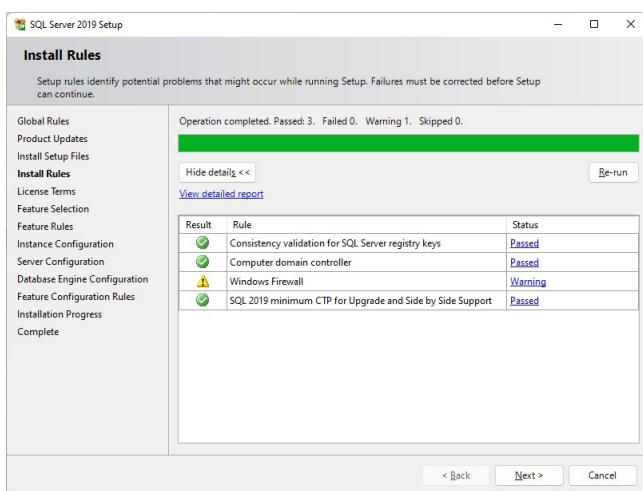 SQL Server 2019 Setup
Install Rules
Setup rules identify potential problems that might occur while running Setup. Failures must be corrected before Setup
can continue.
Global Rules
Product Updates
Install Setup Files
Install Rules
License Terms
Feature Selection
Feature Rules
Instance Configuration
Server Configuration
Database Engine Configuration
Feature Configuration Rules
Installation Progress
Complete
Operation completed. Passed: 3. Failed 0. Warning 1. Skipped 0.
Hide details << Re-run
View detailed report
Result Rule Status
Consistency validation for SQL Server registry keys Passed
Computer domain controller Passed
Windows Firewall Warning
SQL 2019 minimum CTP for Upgrade and Side by Side Support Passed
< Back Next > Cancel